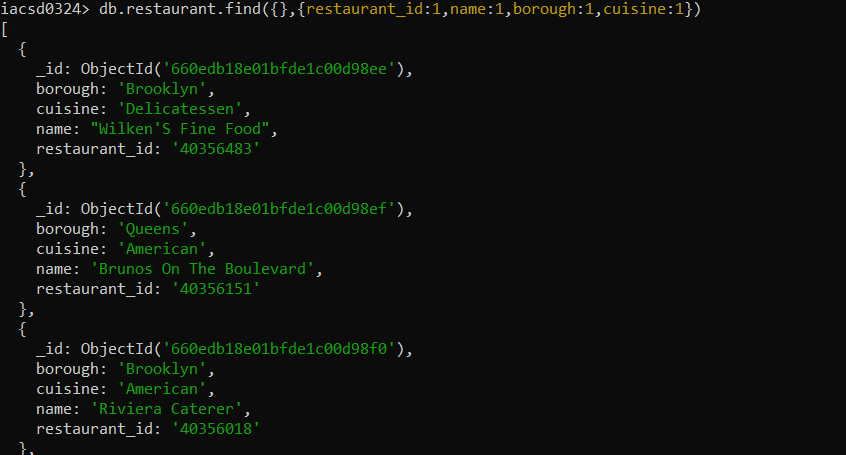 iacsd0324> db.restaurant.find({},{restaurant_id:1,name:1,borough:1,cuisine:1})
[
  {
    _id: ObjectId('660edb18e01bfde1c00d98ee'),
    borough: 'Brooklyn',
    cuisine: 'Delicatessen',
    name: "Wilken'S Fine Food",
    restaurant_id: '40356483'
  },
  {
    _id: ObjectId('660edb18e01bfde1c00d98ef'),
    borough: 'Queens',
    cuisine: 'American',
    name: 'Brunos On The Boulevard',
    restaurant_id: '40356151'
  },
  {
    _id: ObjectId('660edb18e01bfde1c00d98f0'),
    borough: 'Brooklyn',
    cuisine: 'American',
    name: 'Riviera Caterer',
    restaurant_id: '40356018'
  },